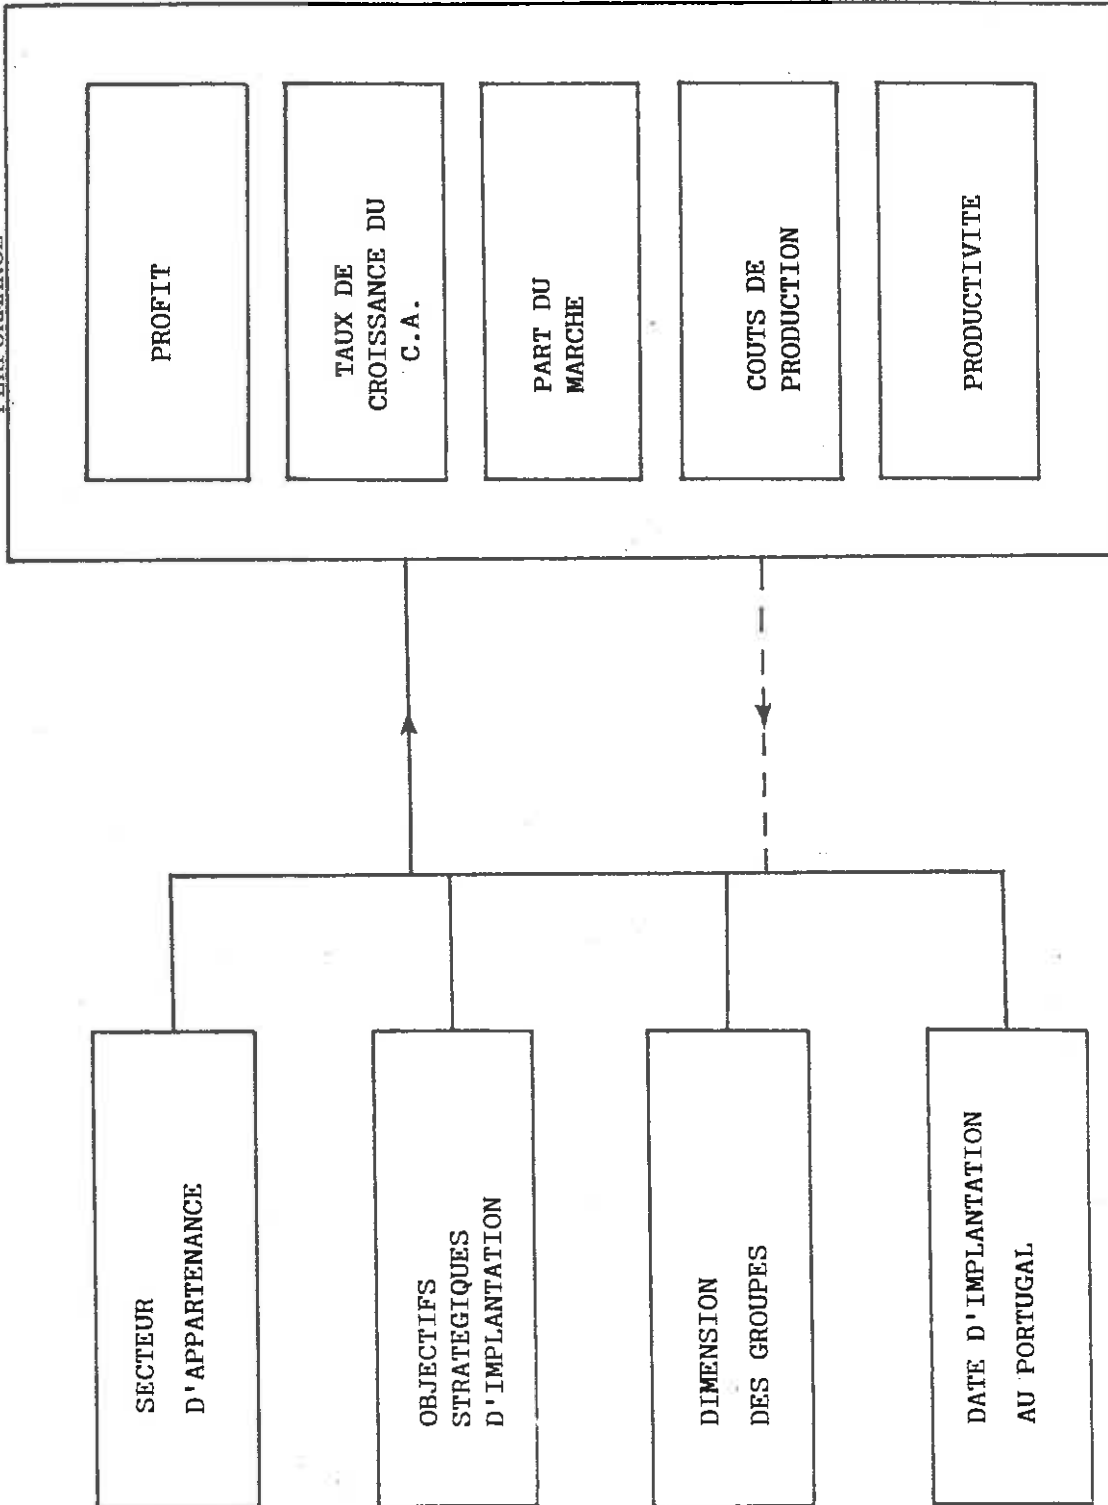 PERFORMANCE
SECTEUR
D'APPARTENANCE
OBJECTIFS
STRATEGIQUES
D'IMPLANTATION
DIMENSION
DES GROUPES
DATE D'IMPLANTATION
AU PORTUGAL
PROFIT
TAUX DE
CROISSANCE DU
C.A.
PART DU
MARCHE
COUTS DE
PRODUCTION
PRODUCTIVITE